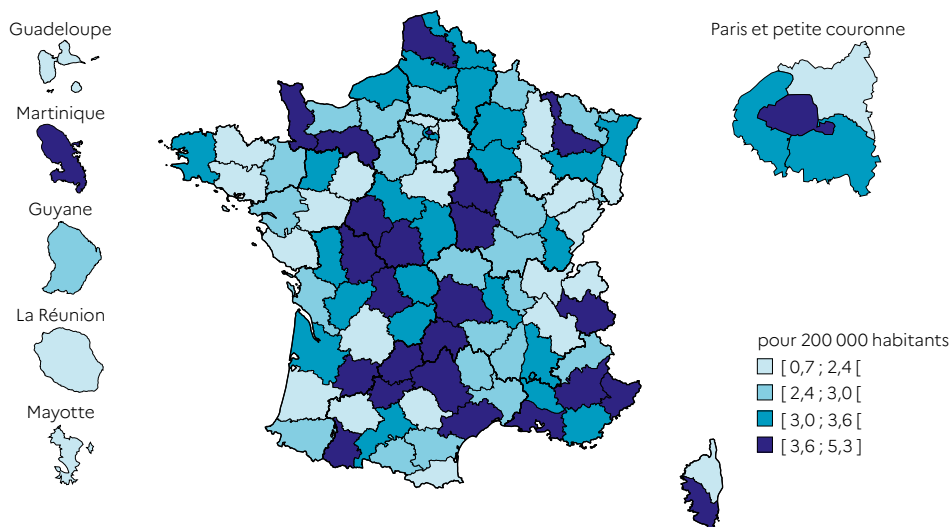 Guadeloupe
Martinique
Guyane
La Réunion
Mayotte
Paris et petite couronne
pour 200 000 habitants
[ 0,7 ; 2,4 [
[ 2,4 ; 3,0 [
[ 3,0 ; 3,6 [
[ 3,6 ; 5,3 ]